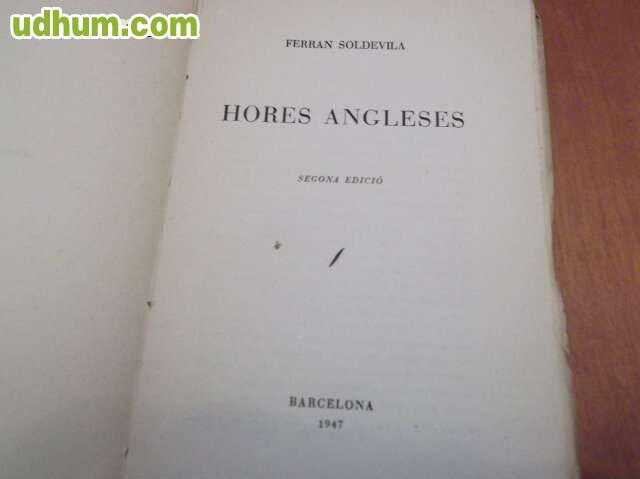 udhum.com
FERRAN SOLDEVILA
HORES ANGLESES
SEGONA EDICIÓ
BARCELONA
1947